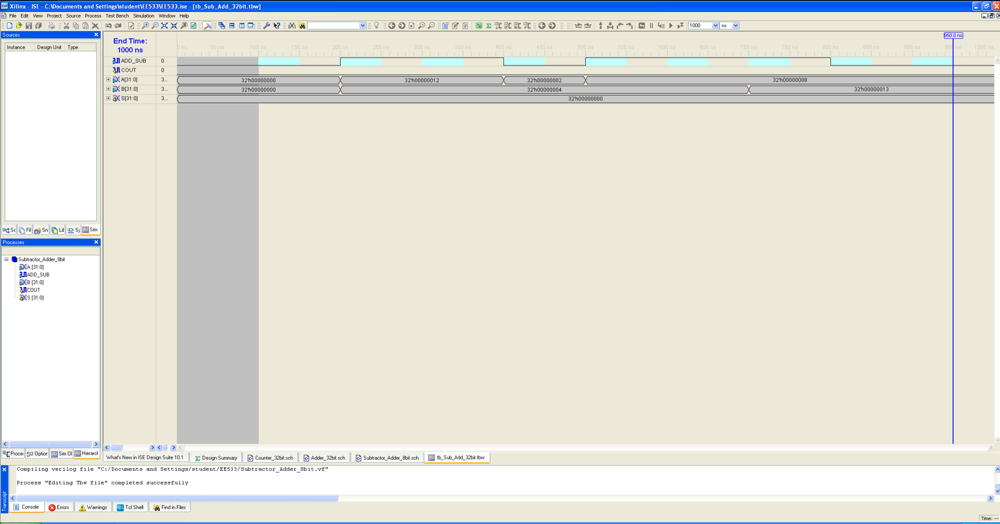 Xilinx - ISE - C:\Documents and Settings\student\EE533\EE533.ise - [tb_Sub_Add_32bit.tbw]
File Edit View Project Source Process Test Bench Simulation Window Help
1000 ns
Sources
Instance Design Unit Type
End Time:
1000 ns
950.0 ns
0 ns 50 ns 100 ns 150 ns 200 ns 250 ns 300 ns 350 ns 400 ns 450 ns 500 ns 550 ns 600 ns 650 ns 700 ns 750 ns 800 ns 850 ns 900 ns 950 ns 1000 ns
ADD_SUB 0
COUT 0
A[31:0] 3... 32'h00000000 32'h00000012 32'h00000002 32'h00000008
B[31:0] 3... 32'h00000000 32'h00000004 32'h00000013
S[31:0] 3... 32'h00000000
Sc Fil Sn Lit Sy Sim
Processes
Subtractor_Adder_8bit
A [31:0]
ADD_SUB
B [31:0]
COUT
S [31:0]
Proce: Option Sim Ol Hierarch
What's New in ISE Design Suite 10.1 Design Summary Counter_32bit.sch Adder_32bit.sch Subtractor_Adder_8bit.sch tb_Sub_Add_32bit.tbw
Compiling verilog file "C:/Documents and Settings/student/EE533/Subtractor_Adder_8bit.vf"
Process "Editing Tbw file" completed successfully
Transcript
Console Errors Warnings Tcl Shell Find in Files
Time: ---